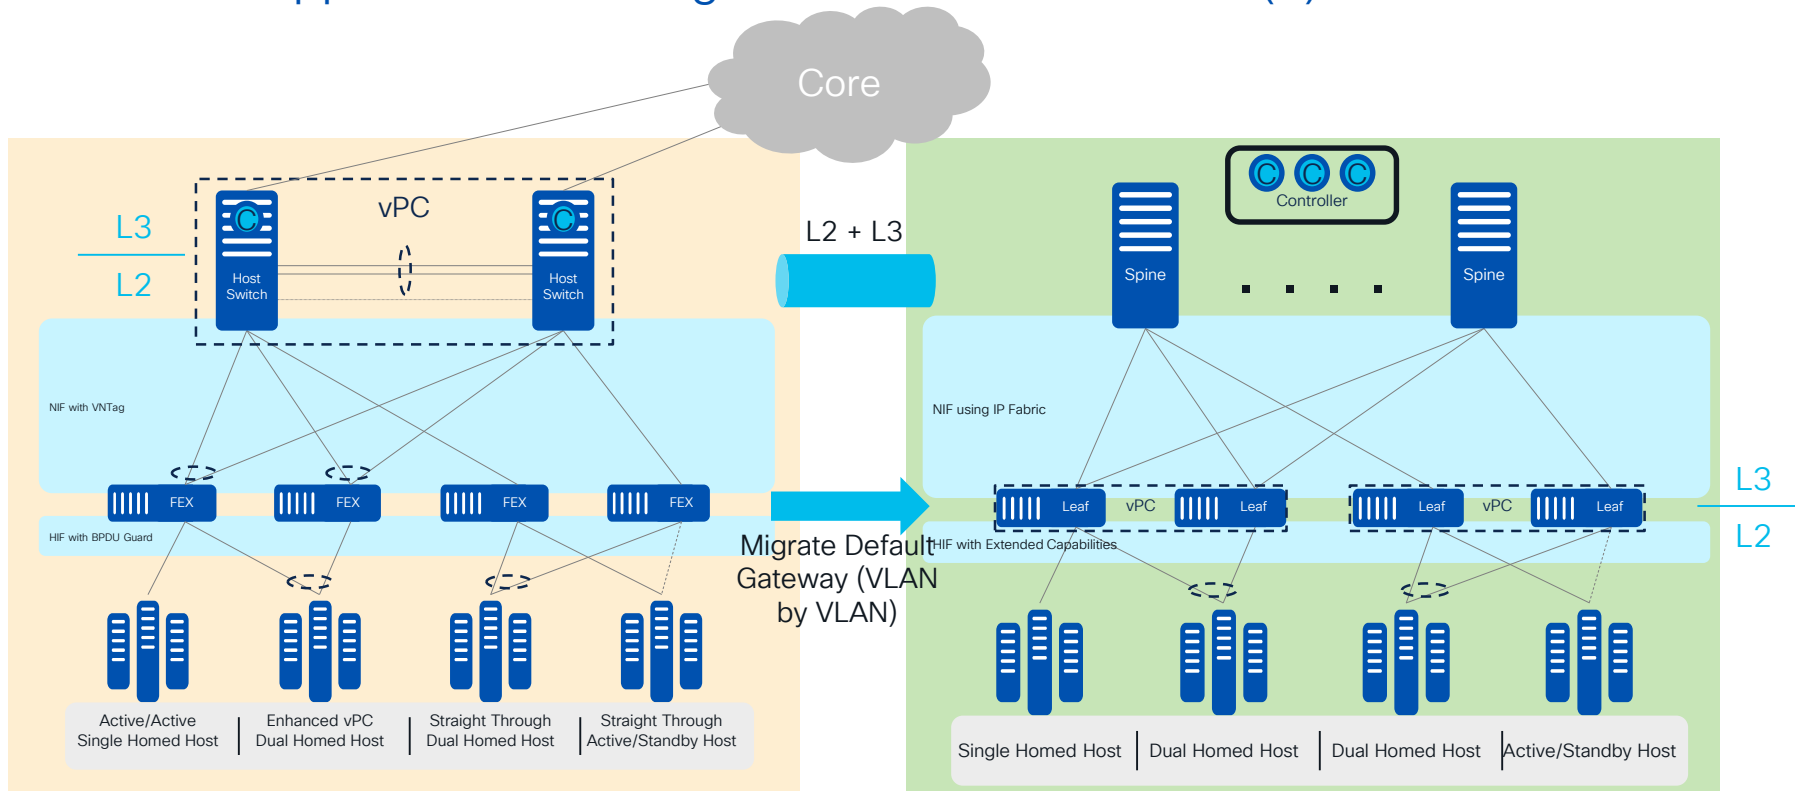 Core
vPC
L3
L2
Host
Switch
Host
Switch
L2 + L3
C
C
C
C
C
Controller
Spine
Spine
. . . .
NIF with VNTag
NIF using IP Fabric
FEX
FEX
FEX
FEX
Leaf
vPC
Leaf
Leaf
vPC
Leaf
L3
L2
HIF with BPDU Guard
HIF with Extended Capabilities
Migrate Default
Gateway (VLAN
by VLAN)
Active/Active
Single Homed Host
Enhanced vPC
Dual Homed Host
Straight Through
Dual Homed Host
Straight Through
Active/Standby Host
Single Homed Host
Dual Homed Host
Dual Homed Host
Active/Standby Host